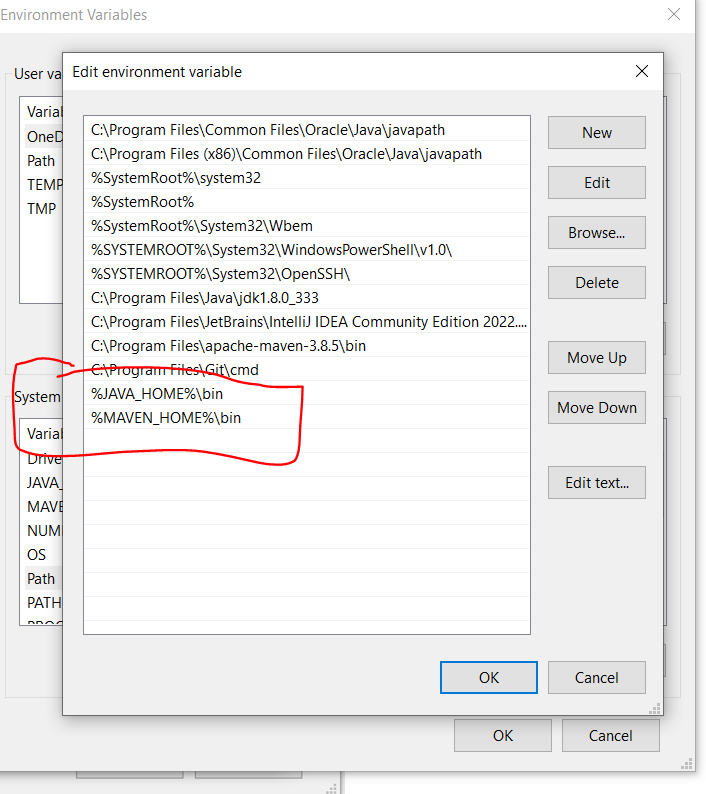 Environment Variables
Edit environment variable
User va
Variab
OneD
Path
TEMP
TMP
C:\Program Files\Common Files\Oracle\Java\javapath
C:\Program Files (x86)\Common Files\Oracle\Java\javapath
%SystemRoot%\system32
%SystemRoot%
%SystemRoot%\System32\Wbem
%SYSTEMROOT%\System32\WindowsPowerShell\v1.0\
%SYSTEMROOT%\System32\OpenSSH\
C:\Program Files\Java\jdk1.8.0_333
C:\Program Files\JetBrains\IntelliJ IDEA Community Edition 2022....
C:\Program Files\apache-maven-3.8.5\bin
C:\Program Files\Git\cmd
%JAVA_HOME%\bin
%MAVEN_HOME%\bin
New
Edit
Browse...
Delete
Move Up
Move Down
Edit text...
System
Variab
Drive
JAVA_
MAVE
NUM
OS
Path
PATH
OK
Cancel
OK
Cancel